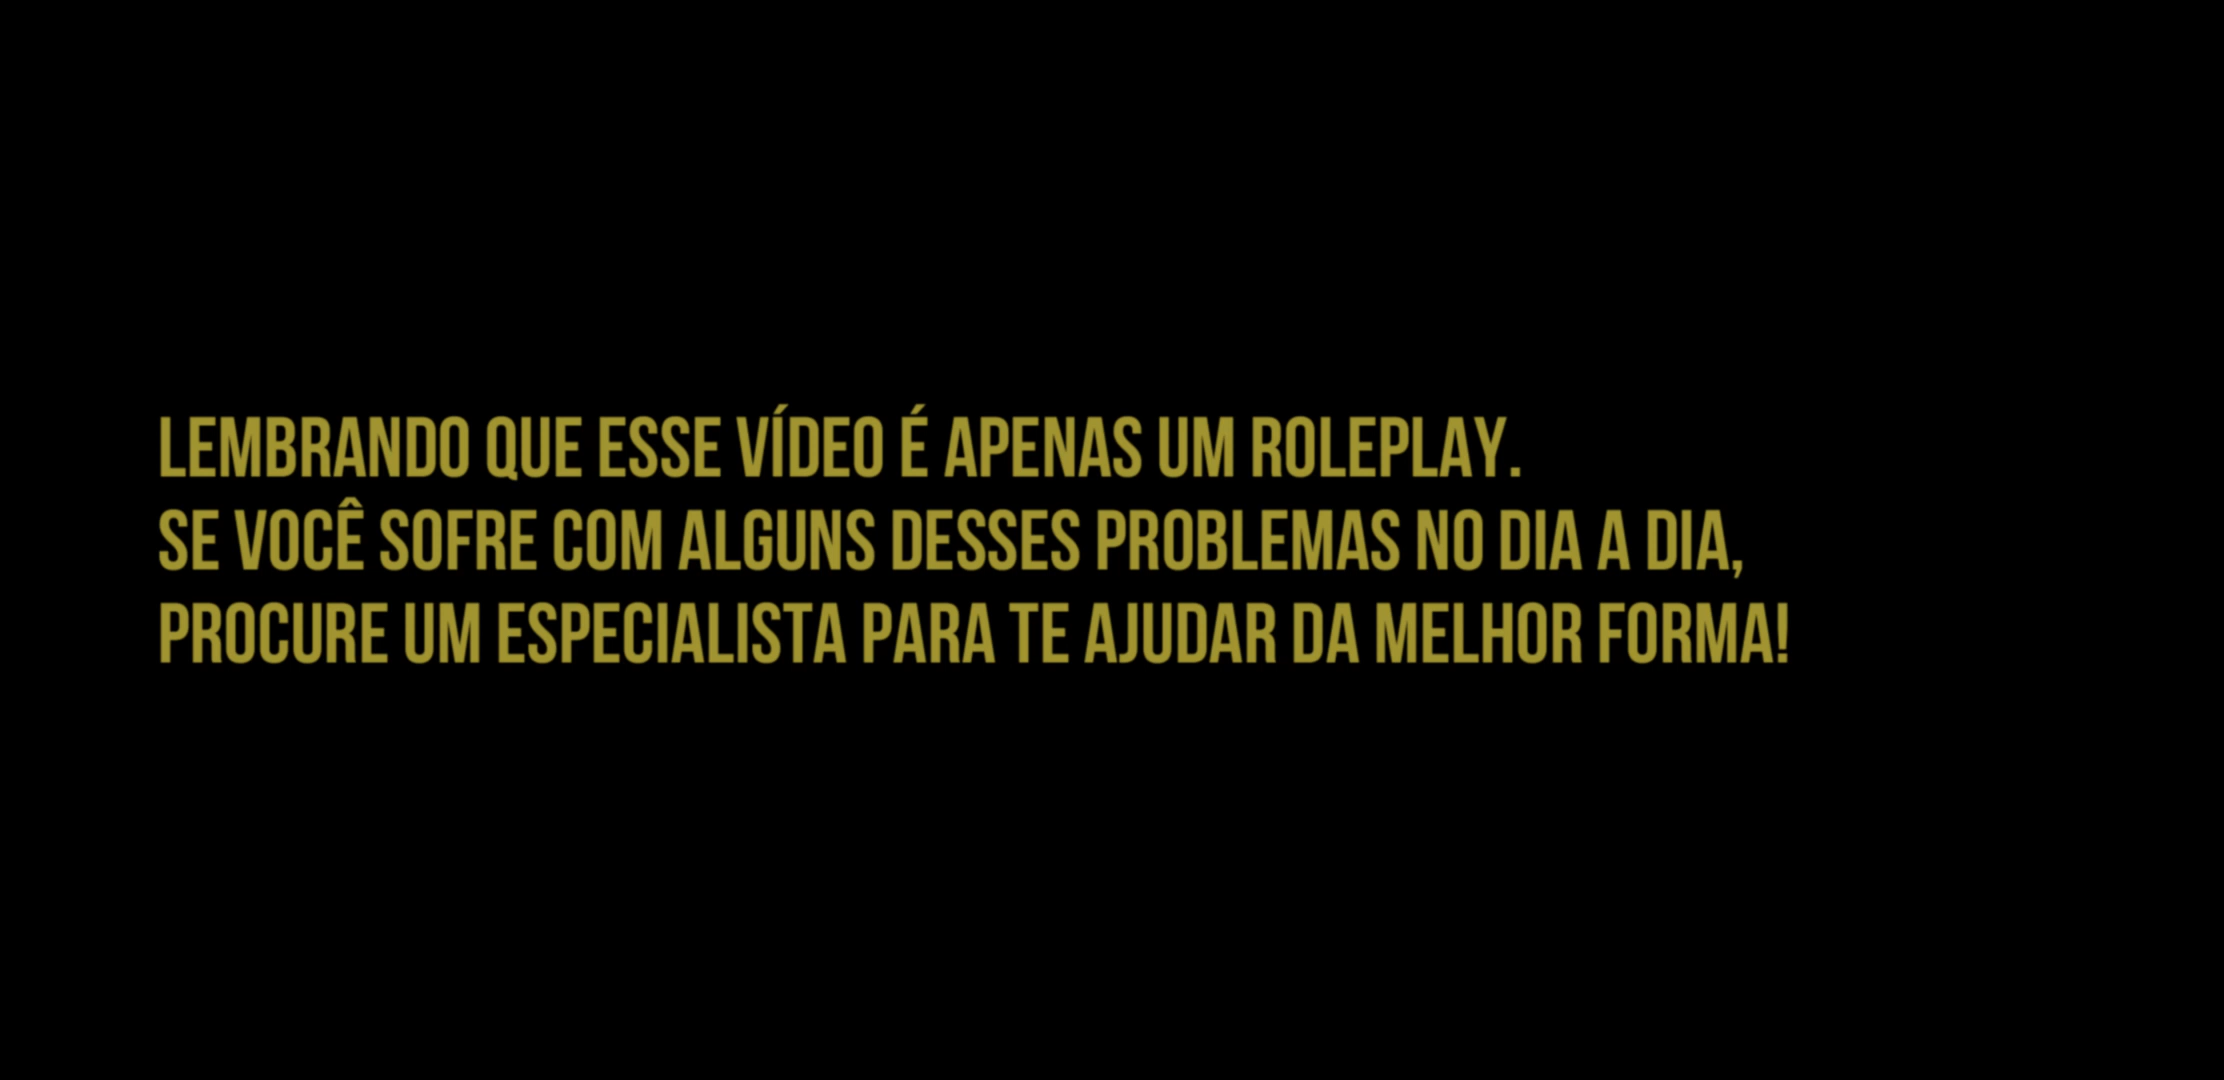 LEMBRANDO QUE ESSE VÍDEO É APENAS UM ROLEPLAY.
SE VOCÊ SOFRE COM ALGUNS DESSES PROBLEMAS NO DIA A DIA,
PROCURE UM ESPECIALISTA PARA TE AJUDAR DA MELHOR FORMA!